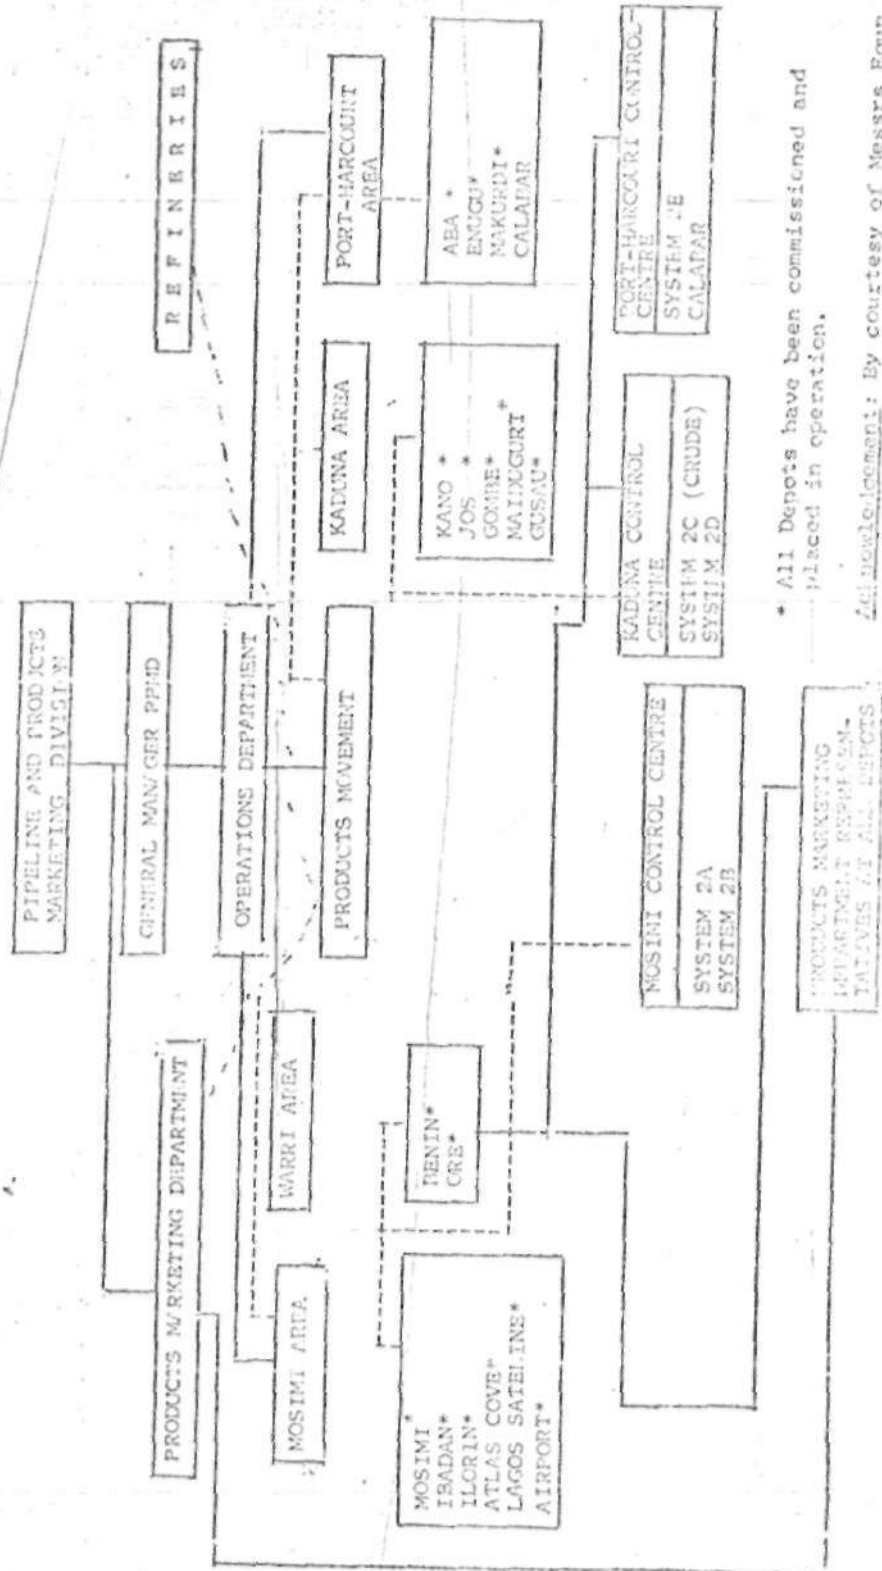 PIPELINE AND PRODUCTS
MARKETING DIVISION
GENERAL MANAGER PPMD
PRODUCTS MARKETING DEPARTMENT
OPERATIONS DEPARTMENT
REFINERIES
MOSIMI AREA
WARRI AREA
PRODUCTS MOVEMENT
KADUNA AREA
PORT-HARCOURT
AREA
MOSIMI*
IBADAN*
ILORIN*
ATLAS COVE*
LAGOS SATELINE*
AIRPORT*
BENIN*
ORE*
KANO *
JOS *
GOMBE*
MAIDUGURI*
GUSAU*
ABA *
ENUGU*
MAKURDI*
CALABAR
MOSIMI CONTROL CENTRE
SYSTEM 2A
SYSTEM 2B
KADUNA CONTROL
CENTRE
SYSTEM 2C (CRUDE)
SYSTEM 2D
PORT-HARCOURT CONTROL-
CENTRE
SYSTEM
CALABAR
PRODUCTS MARKETING
DEPARTMENT REPRESEN-
TATIVES AT ALL DEPOTS
* All Depots have been commissioned and
placed in operation.
Acknowledgement: By courtesy of Messrs